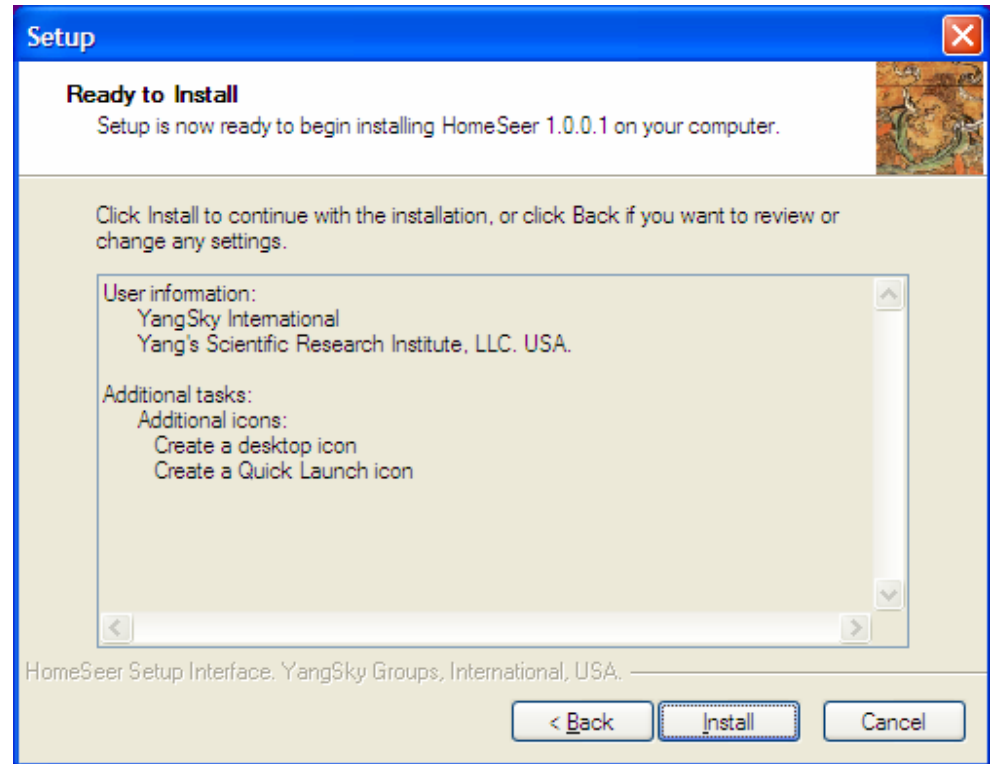 Setup
Ready to Install
Setup is now ready to begin installing HomeSeer 1.0.0.1 on your computer.
Click Install to continue with the installation, or click Back if you want to review or
change any settings.
User information:
YangSky International
Yang's Scientific Research Institute, LLC. USA.
Additional tasks:
Additional icons:
Create a desktop icon
Create a Quick Launch icon
HomeSeer Setup Interface. YangSky Groups, International, USA.
< Back
Install
Cancel